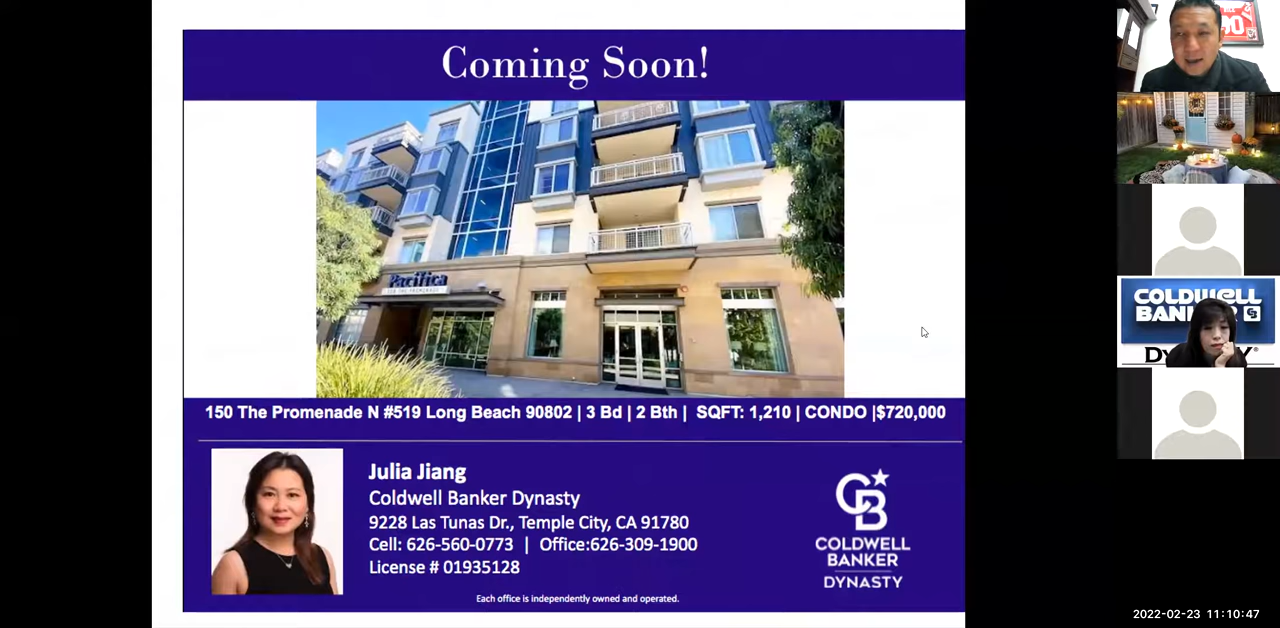 Coming Soon!
Pacifica
150 The Promenade N #519 Long Beach 90802 | 3 Bd | 2 Bth | SQFT: 1,210 | CONDO |$720,000
Julia Jiang
Coldwell Banker Dynasty
9228 Las Tunas Dr., Temple City, CA 91780
Cell: 626-560-0773 | Office:626-309-1900
License # 01935128
Each office is independently owned and operated.
CB
COLDWELL
BANKER
DYNASTY
COLDWELL
BANKER
2022-02-23 11:10:47